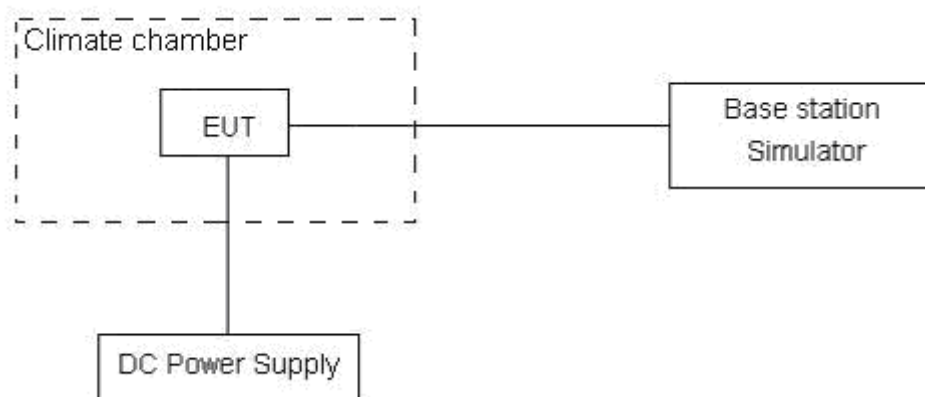 Climate chamber
EUT
Base station
Simulator
DC Power Supply